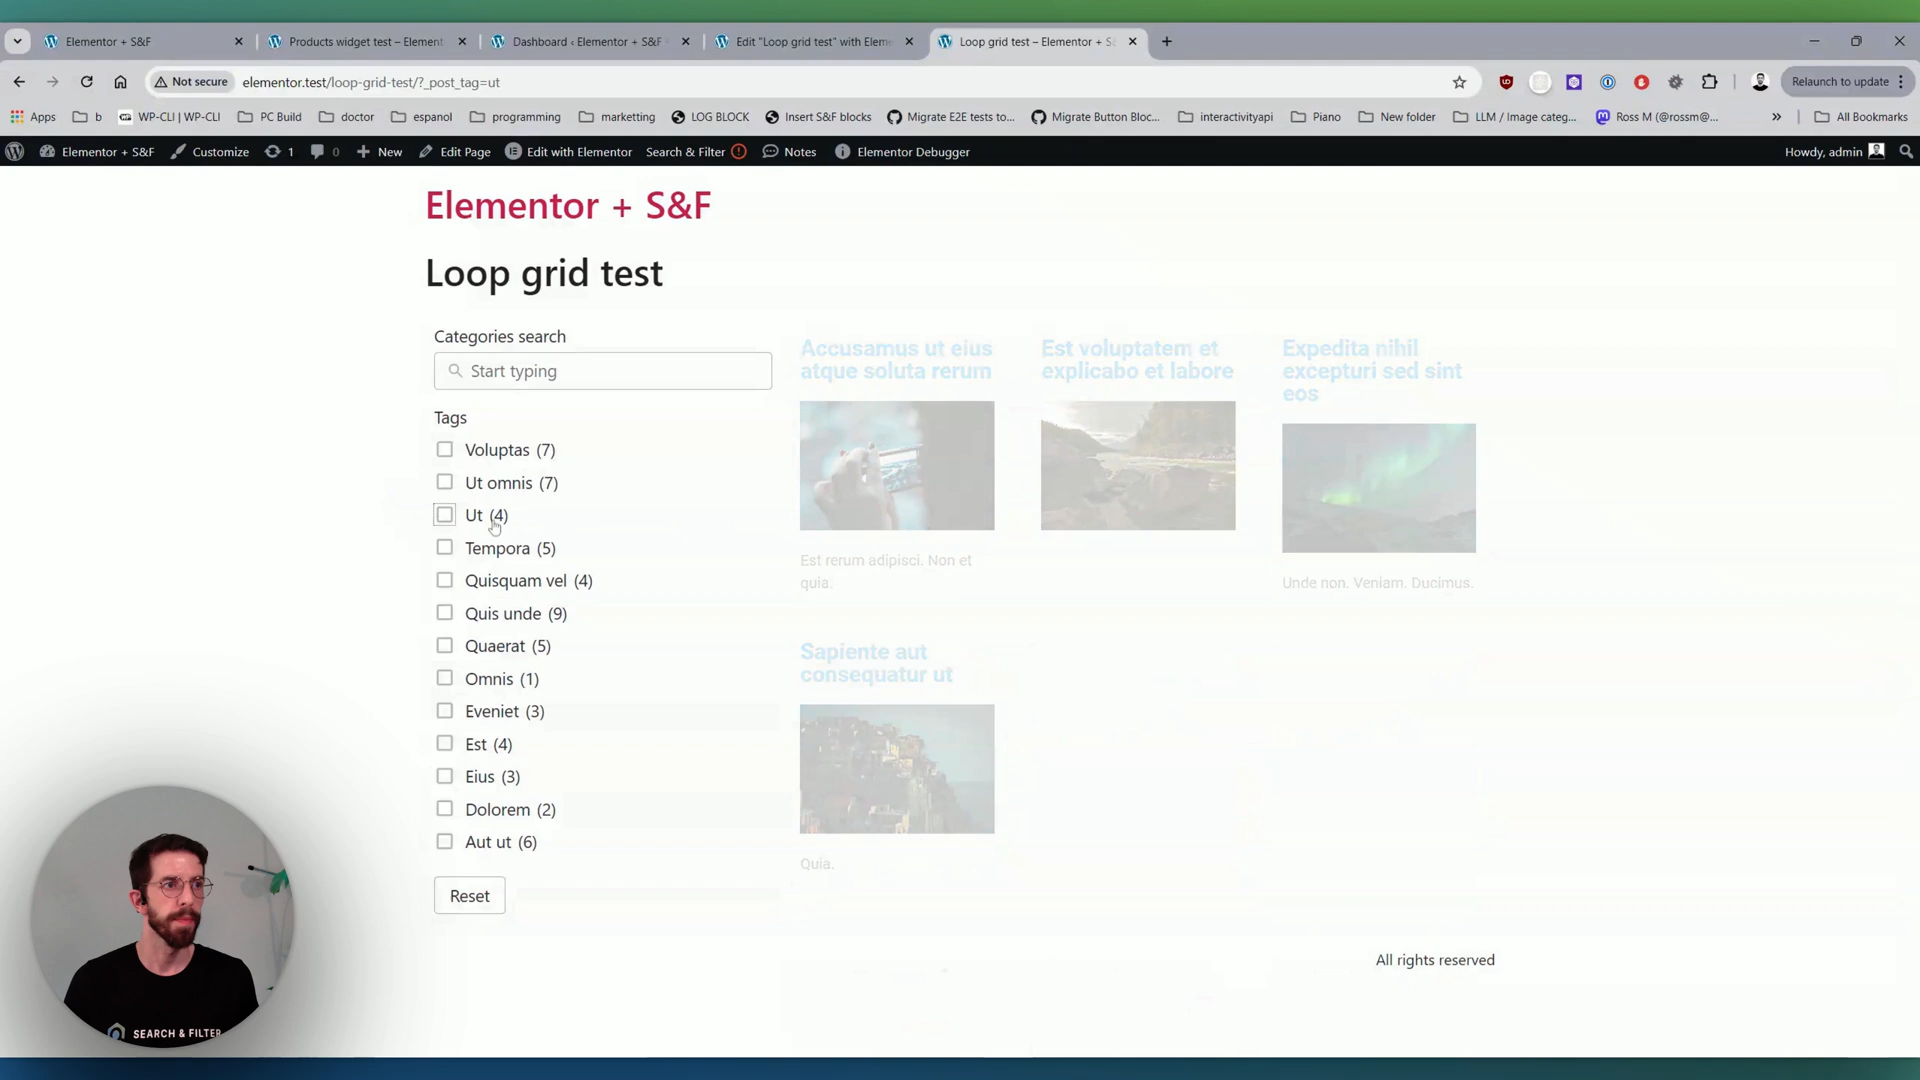 Elementor + S&F
Products widget test – Element
Dashboard ‹ Elementor + S&F
Edit "Loop grid test" with Elem
Loop grid test – Elementor + S&
Not secure
elementor.test/loop-grid-test/?_post_tag=ut
Relaunch to update
Apps
b
WP-CLI | WP-CLI
PC Build
doctor
espanol
programming
marketting
LOG BLOCK
Insert S&F blocks
Migrate E2E tests to...
Migrate Button Bloc...
interactivityapi
Piano
New folder
LLM / Image categ...
Ross M (@rossm@...
»
All Bookmarks
Elementor + S&F
Customize
1
0
New
Edit Page
Edit with Elementor
Search & Filter
Notes
Elementor Debugger
Howdy, admin
Elementor + S&F
Loop grid test
Categories search
Start typing
Tags
Voluptas (7)
Ut omnis (7)
Ut (4)
Tempora (5)
Quisquam vel (4)
Quis unde (9)
Quaerat (5)
Omnis (1)
Eveniet (3)
Est (4)
Eius (3)
Dolorem (2)
Aut ut (6)
Reset
Accusamus ut eius
atque soluta rerum
Est rerum adipisci. Non et
quia.
Est voluptatem et
explicabo et labore
Expedita nihil
excepturi sed sint
eos
Unde non. Veniam. Ducimus.
Sapiente aut
consequatur ut
Quia.
All rights reserved
SEARCH & FILTER